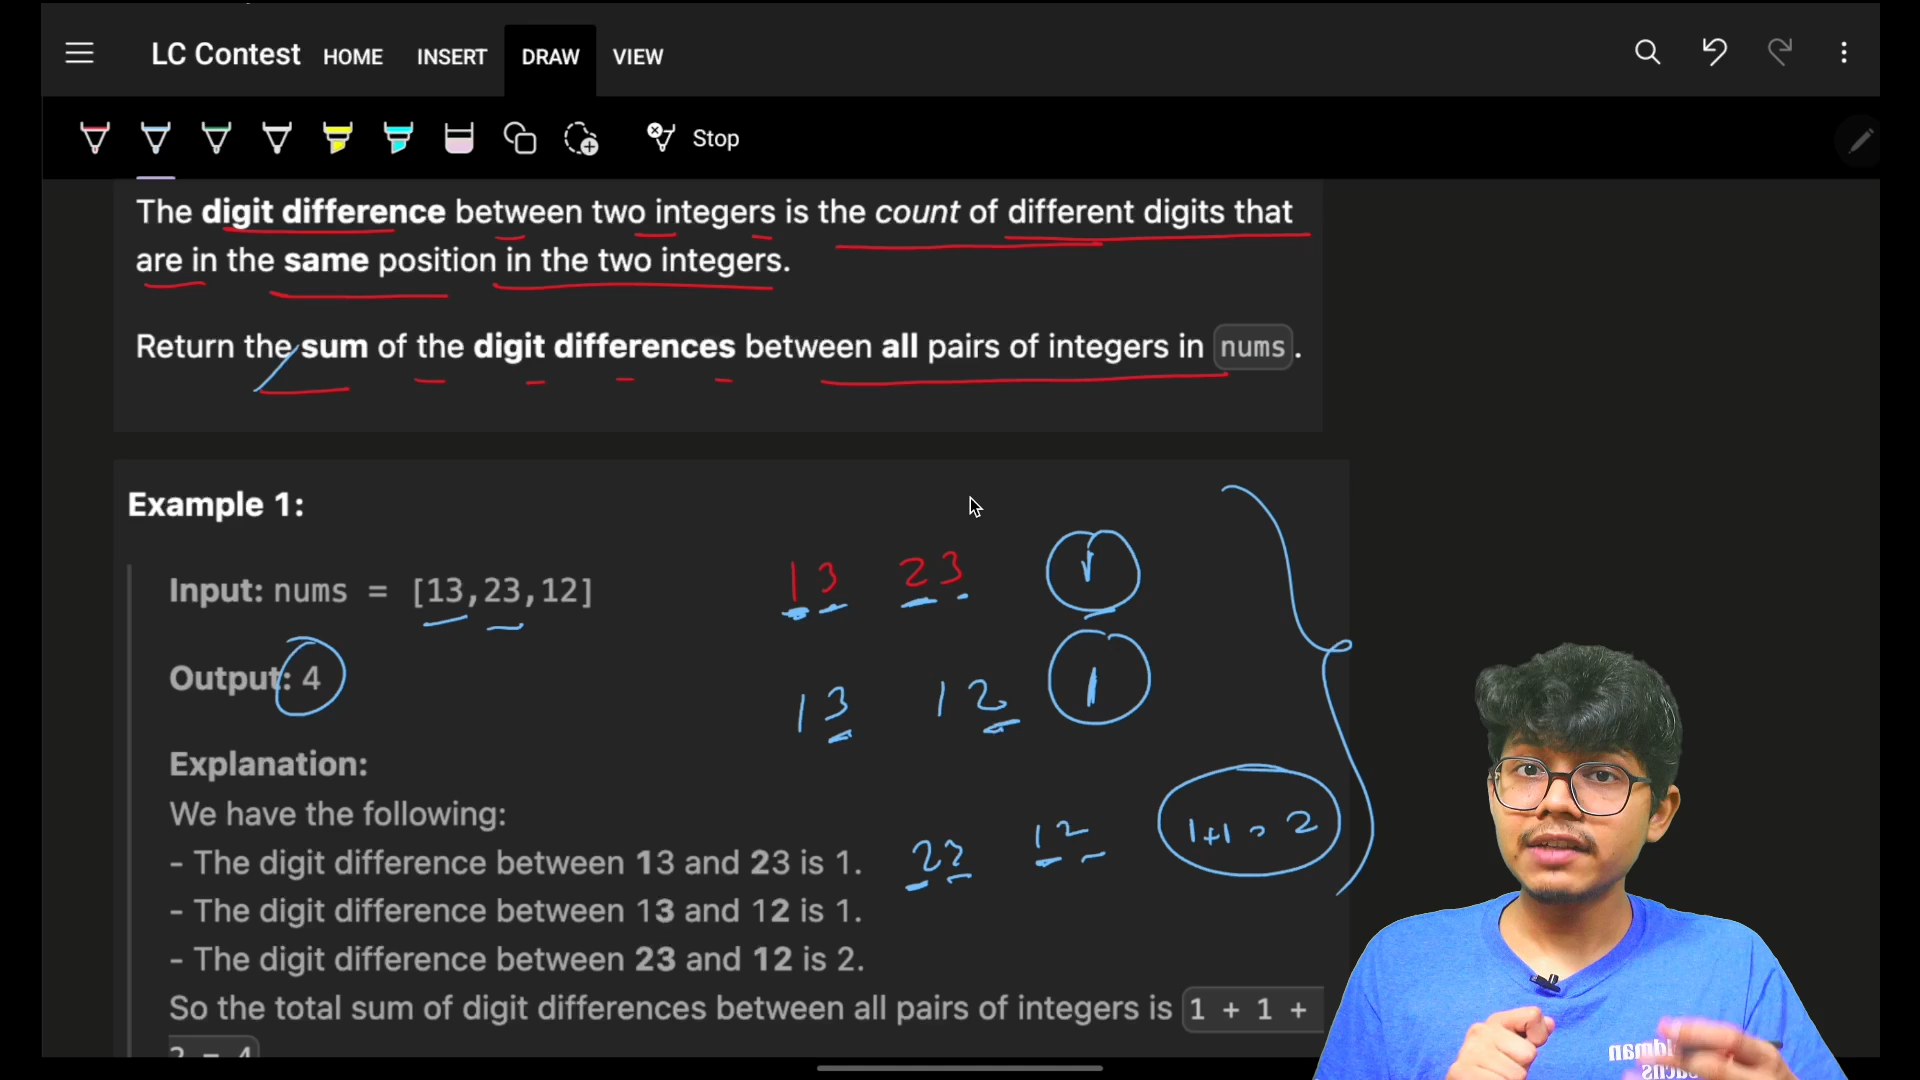 LC Contest HOME INSERT DRAW VIEW
Stop
The digit difference between two integers is the count of different digits that
are in the same position in the two integers.
Return the sum of the digit differences between all pairs of integers in nums.
Example 1:
Input: nums = [13,23,12]
13 23 1
Output: 4
13 12 1
Explanation:
We have the following:
1+1 = 2
- The digit difference between 13 and 23 is 1.
23 12
- The digit difference between 13 and 12 is 1.
- The digit difference between 23 and 12 is 2.
So the total sum of digit differences between all pairs of integers is 1 + 1 +
2 = 4